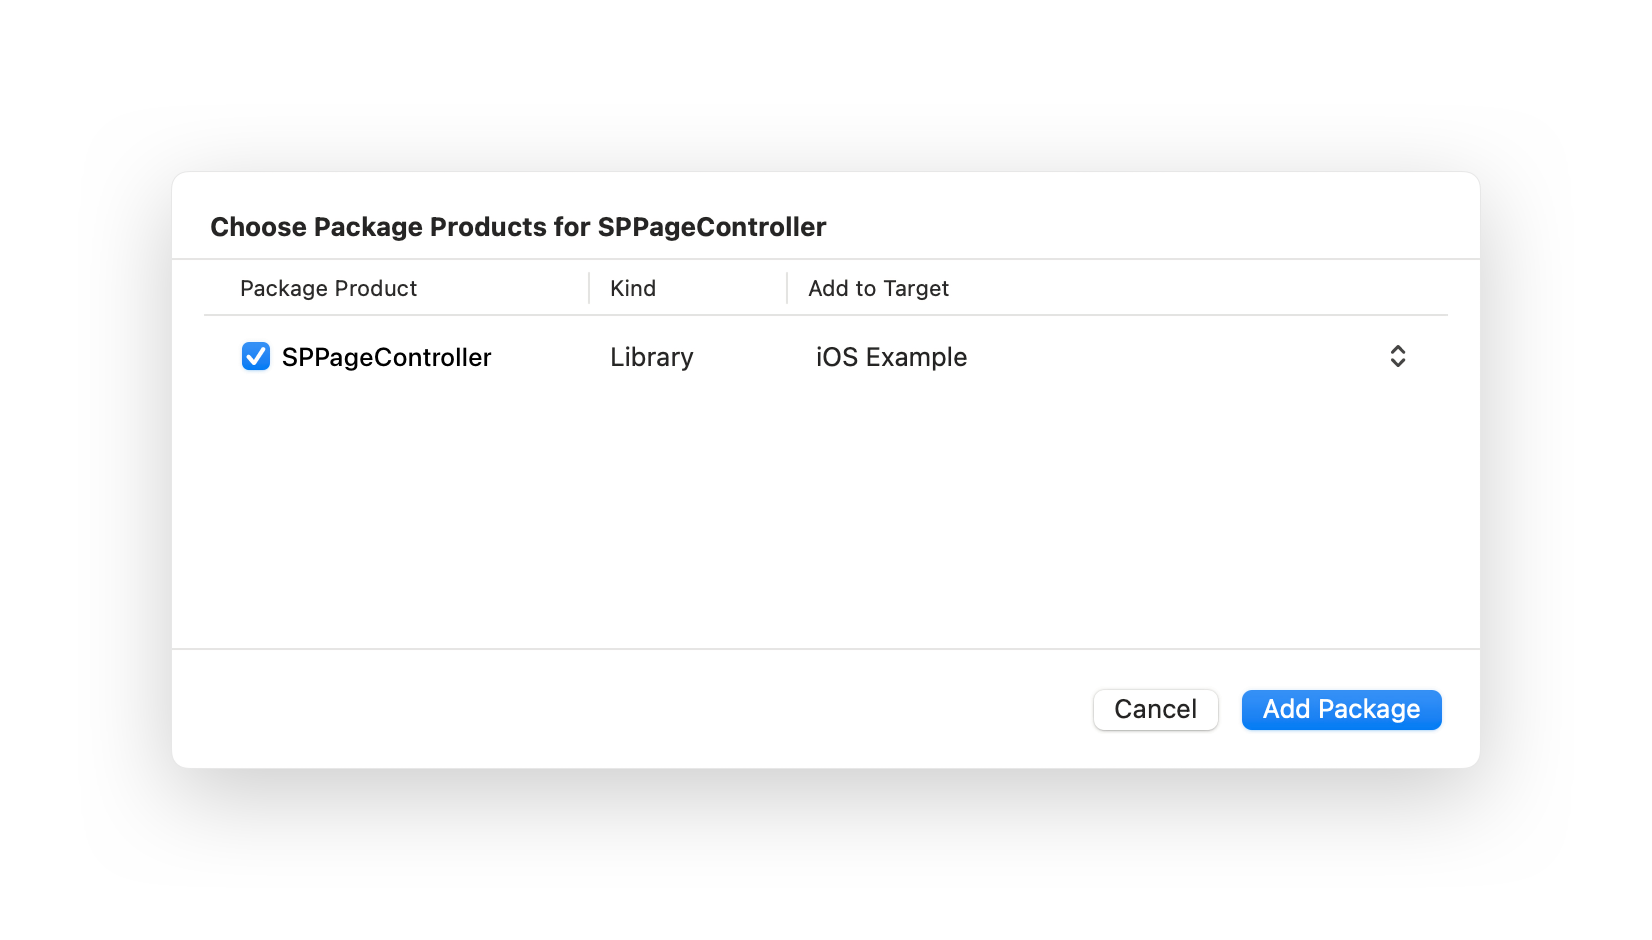 Choose Package Products for SPPageController
Package Product Kind Add to Target
SPPageController Library iOS Example
Cancel Add Package